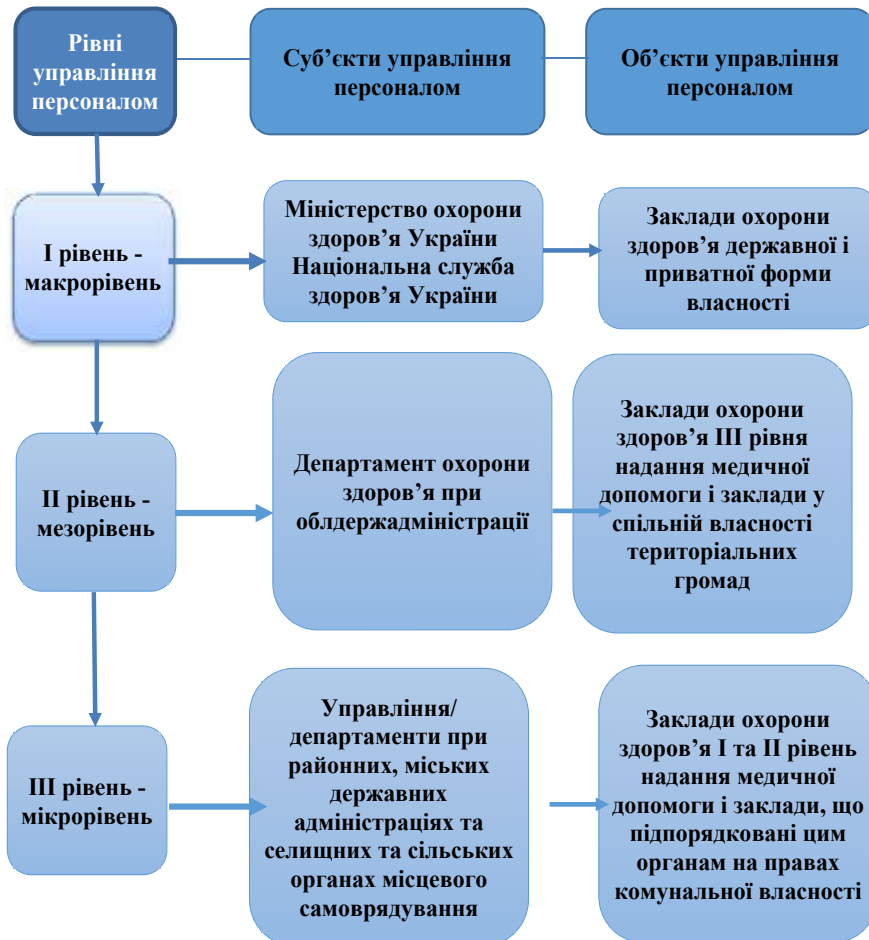 Рівні
управління
персоналом
Суб’єкти управління
персоналом
Об’єкти управління
персоналом
І рівень -
макрорівень
Міністерство охорони
здоров’я України
Національна служба
здоров’я України
Заклади охорони
здоров’я державної і
приватної форми
власності
ІІ рівень -
мезорівень
Департамент охорони
здоров’я при
облдержадміністрації
Заклади охорони
здоров’я ІІІ рівня
надання медичної
допомоги і заклади у
спільній власності
територіальних
громад
ІІІ рівень -
мікрорівень
Управління/
департаменти при
районних, міських
державних
адміністраціях та
селищних та сільських
органах місцевого
самоврядування
Заклади охорони
здоров’я І та ІІ рівень
надання медичної
допомоги і заклади, що
підпорядковані цим
органам на правах
комунальної власності